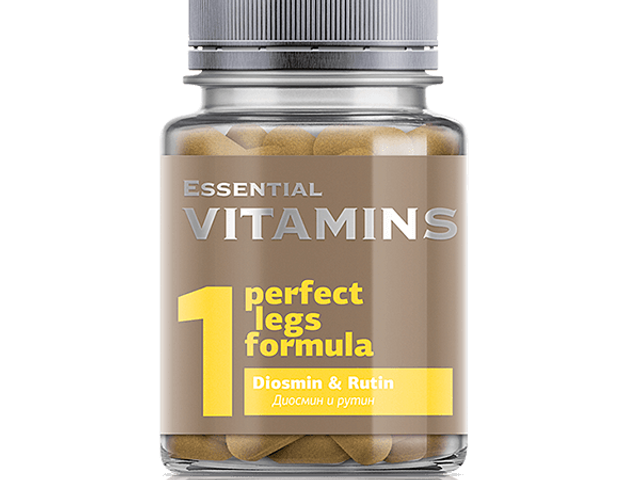 ESSENTIAL
VITAMINS
1
perfect
legs
formula
Diosmin & Rutin
Диосмин и рутин